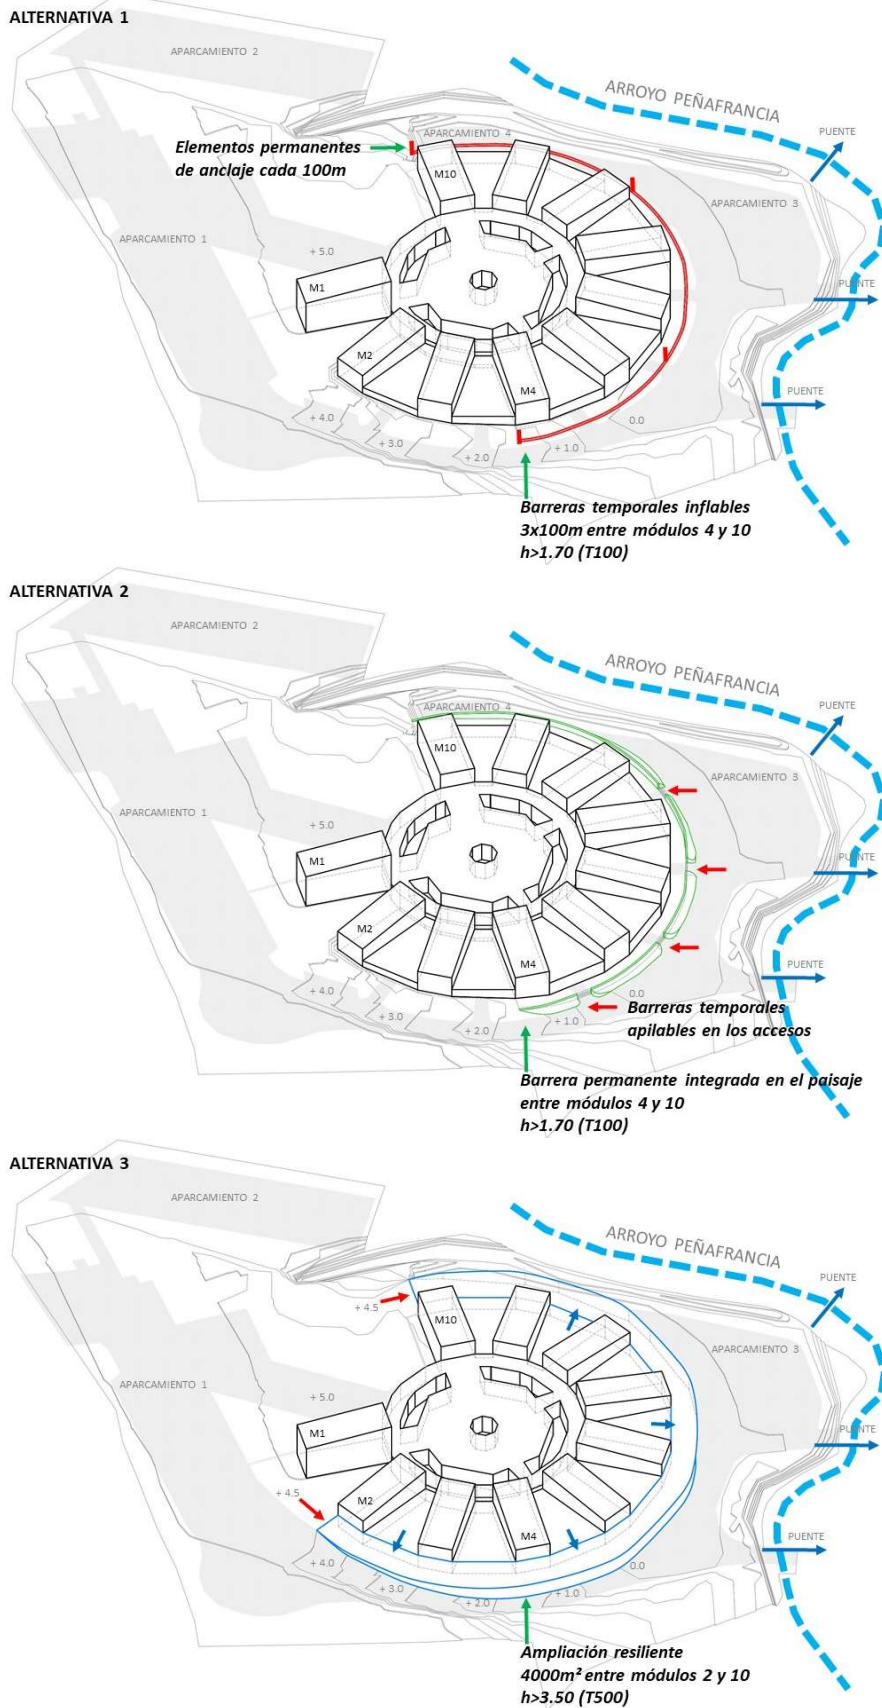 ALTERNATIVA 1
APARCAMIENTO 2
ARROYO PEÑAFRANCIA
PUENTE
Elementos permanentes
de anclaje cada 100m
APARCAMIENTO 4
M10
APARCAMIENTO 3
APARCAMIENTO 1
+ 5.0
M1
PUENTE
M2
M4
PUENTE
+ 4.0
+ 3.0
+ 2.0
+ 1.0
0.0
Barreras temporales inflables
3x100m entre módulos 4 y 10
h>1.70 (T100)
ALTERNATIVA 2
APARCAMIENTO 2
ARROYO PEÑAFRANCIA
PUENTE
APARCAMIENTO 4
M10
APARCAMIENTO 3
APARCAMIENTO 1
+ 5.0
M1
PUENTE
M2
M4
PUENTE
+ 4.0
+ 3.0
+ 2.0
+ 1.0
0.0
Barreras temporales
apilables en los accesos
Barrera permanente integrada en el paisaje
entre módulos 4 y 10
h>1.70 (T100)
ALTERNATIVA 3
APARCAMIENTO 2
ARROYO PEÑAFRANCIA
PUENTE
+ 4.5
M10
APARCAMIENTO 3
APARCAMIENTO 1
+ 5.0
M1
PUENTE
+ 4.5
M2
M4
PUENTE
+ 4.0
+ 3.0
+ 2.0
+ 1.0
0.0
Ampliación resiliente
4000m² entre módulos 2 y 10
h>3.50 (T500)